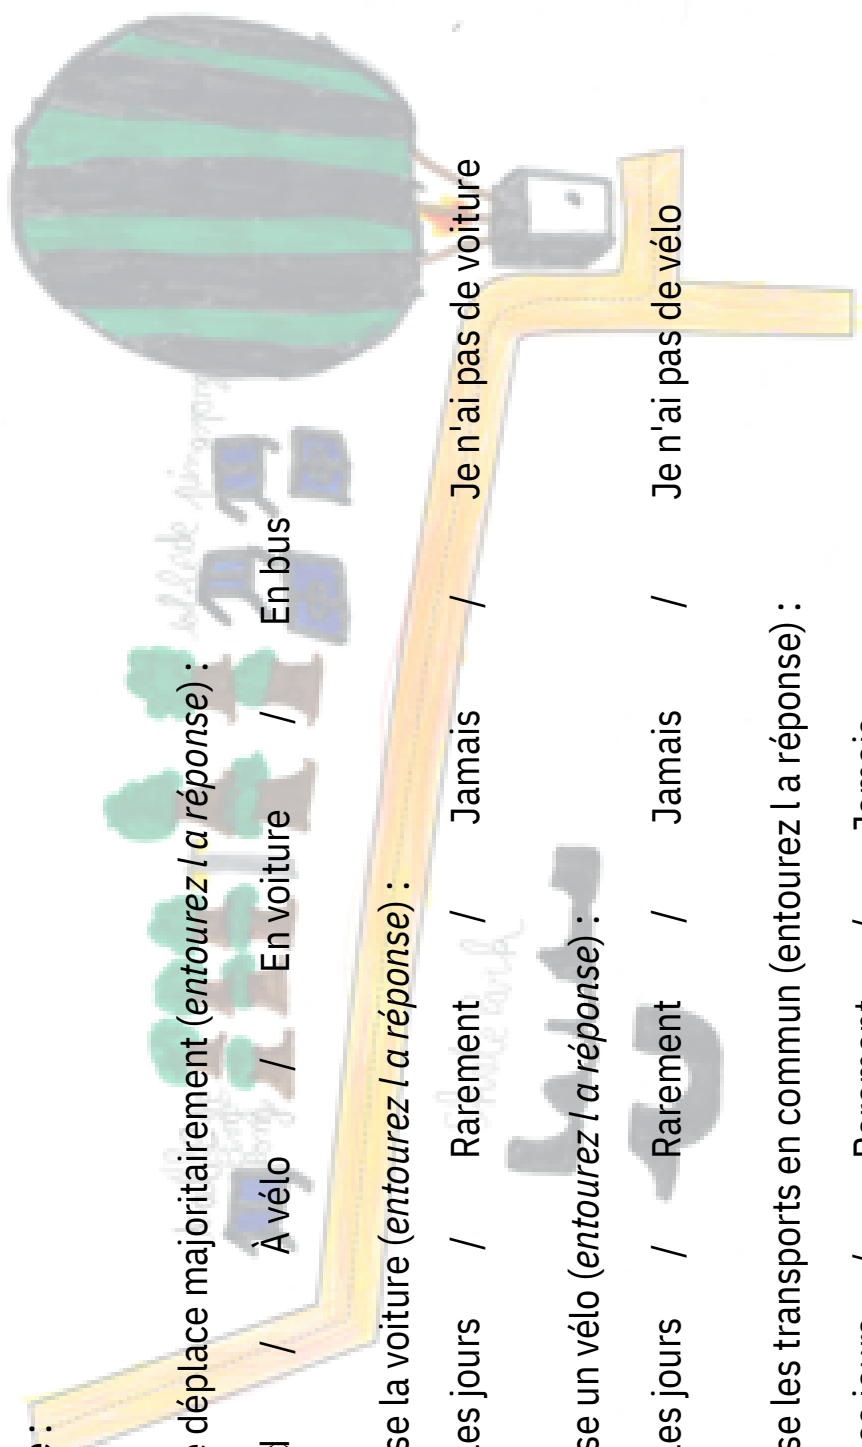 e :
déplace majoritairement (entourez l a réponse) :
d / À vélo / En voiture / En bus
se la voiture (entourez l a réponse) :
es jours / Rarement / Jamais / Je n'ai pas de voiture
se un vélo (entourez l a réponse) :
es jours / Rarement / Jamais / Je n'ai pas de vélo
se les transports en commun (entourez l a réponse) :